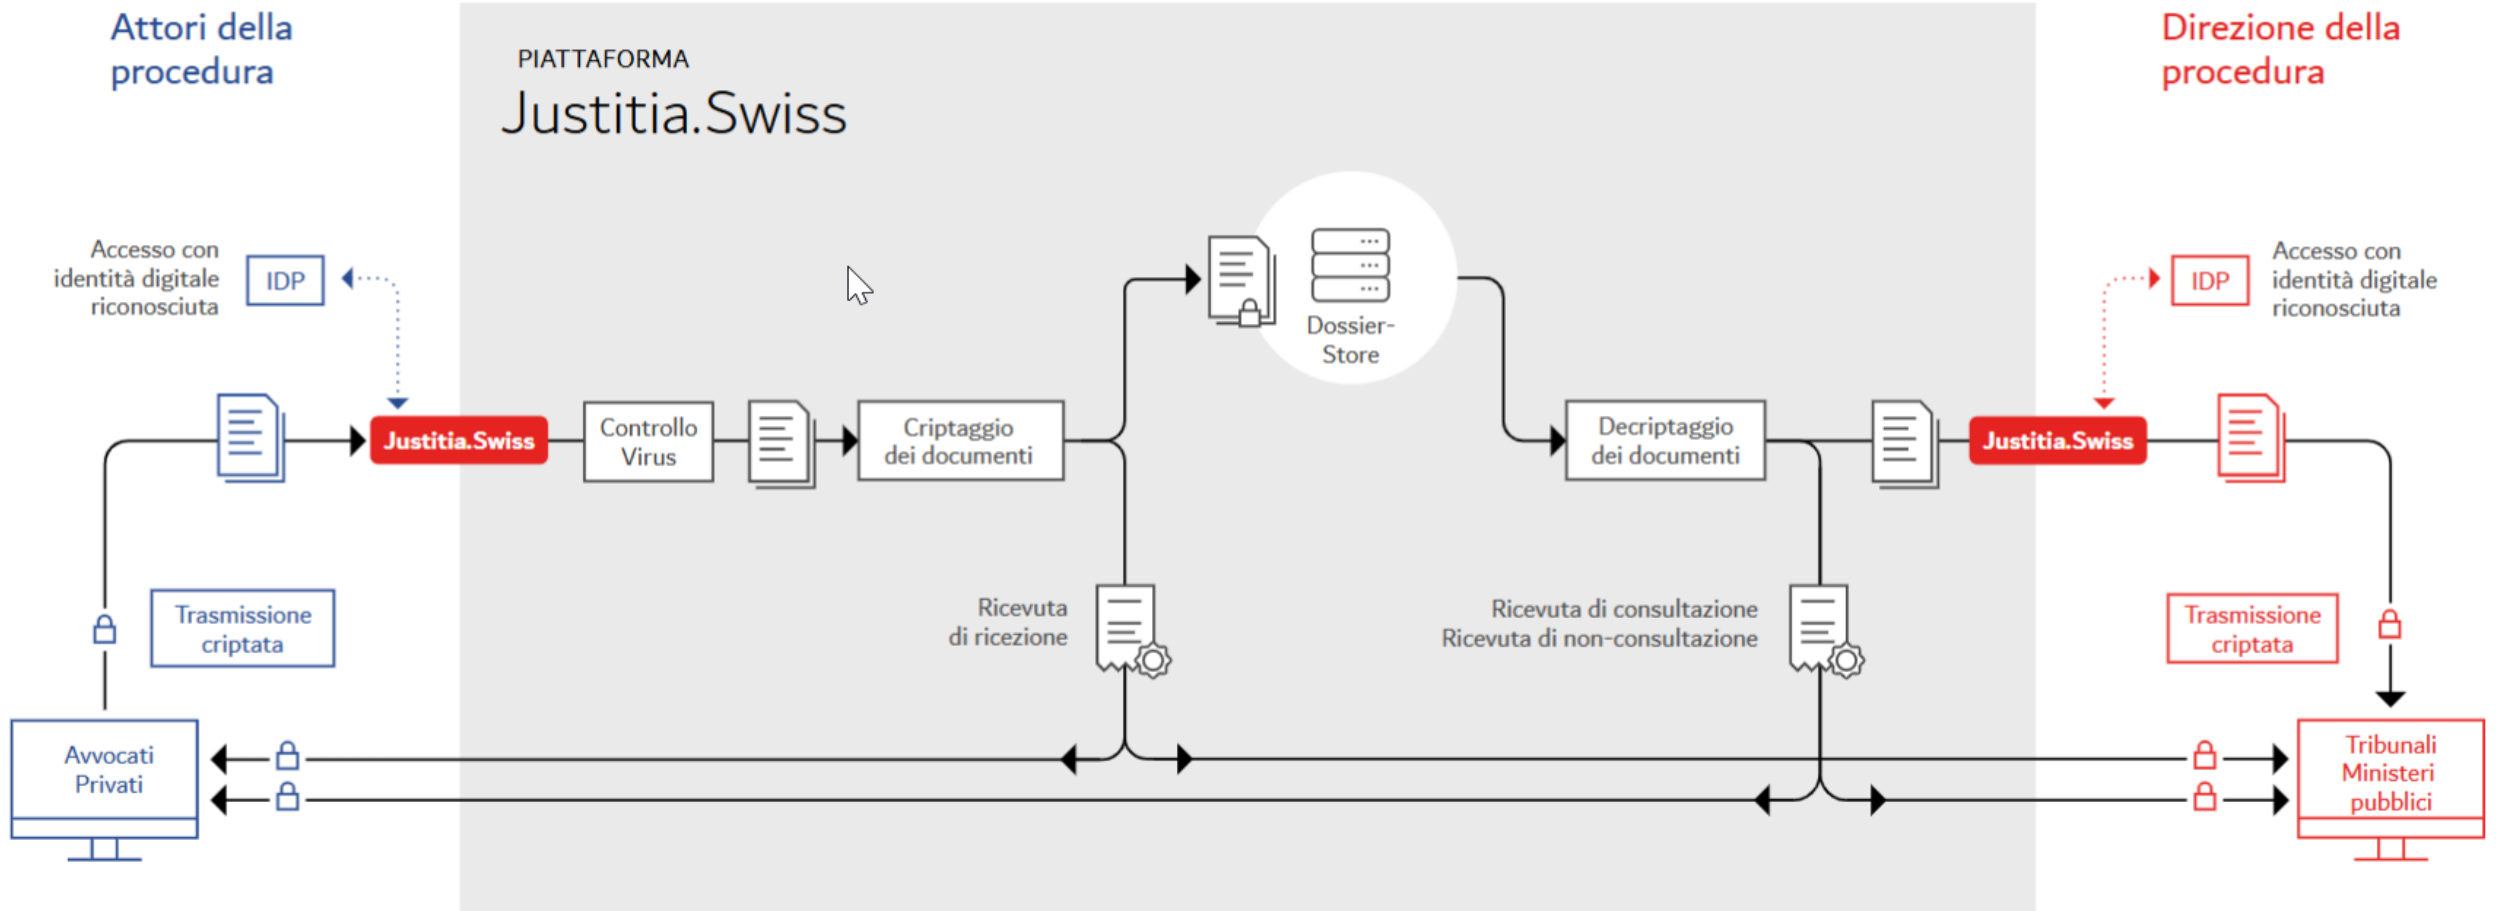 Attori della
procedura
PIATTAFORMA
Justitia.Swiss
Direzione della
procedura
Accesso con
identità digitale
riconosciuta
IDP
Dossier-
Store
IDP
Accesso con
identità digitale
riconosciuta
Justitia.Swiss
Controllo
Virus
Criptaggio
dei documenti
Decriptaggio
dei documenti
Justitia.Swiss
Trasmissione
criptata
Ricevuta
di ricezione
Ricevuta di consultazione
Ricevuta di non-consultazione
Trasmissione
criptata
Avvocati
Privati
Tribunali
Ministeri
pubblici